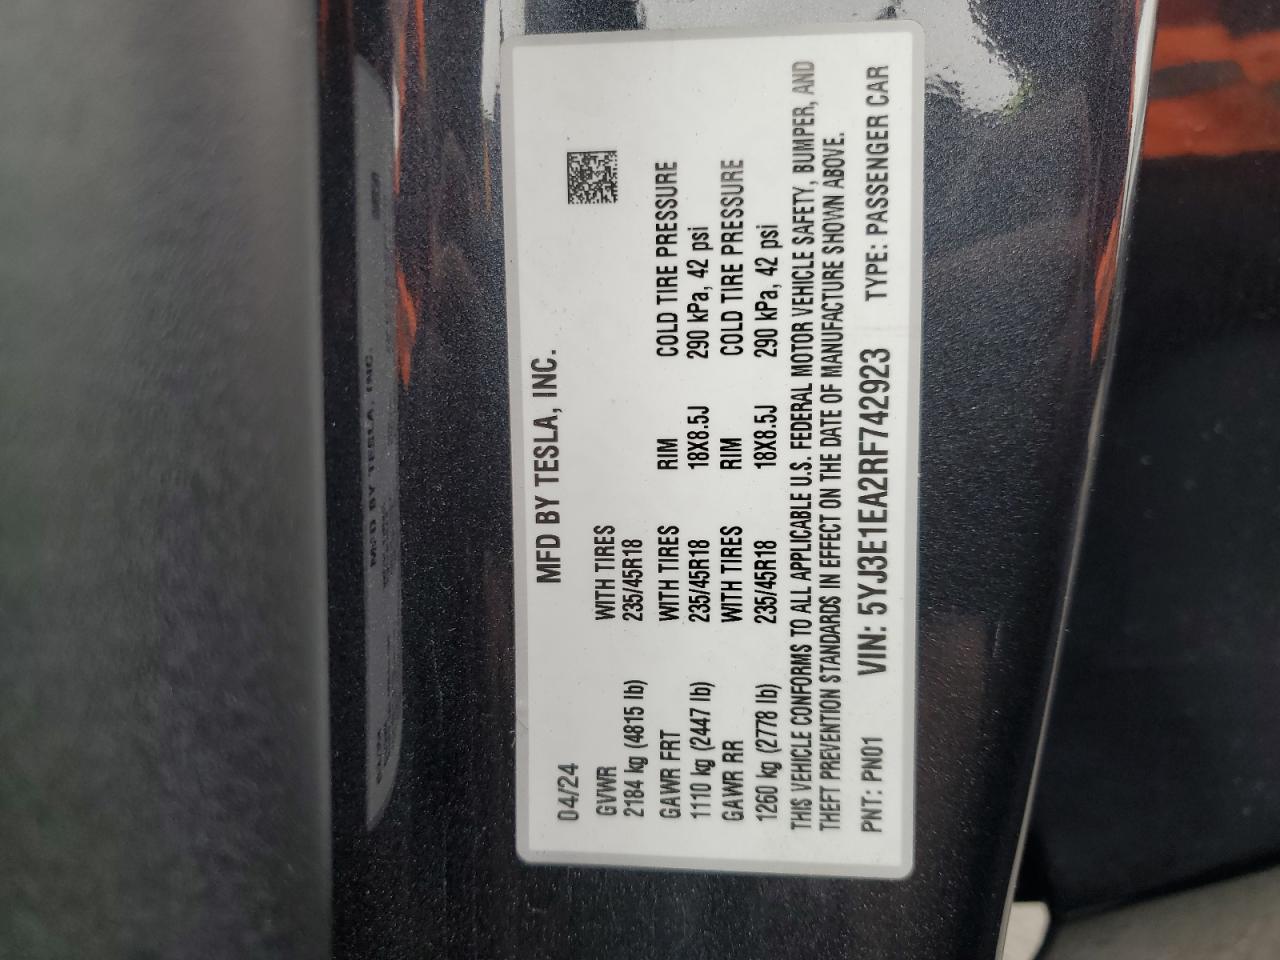 MFD BY TESLA, INC.
04/24
GVWR WITH TIRES
2184 kg (4815 lb) 235/45R18
GAWR FRT WITH TIRES RIM COLD TIRE PRESSURE
1110 kg (2447 lb) 235/45R18 18X8.5J 290 kPa, 42 psi
GAWR RR WITH TIRES RIM COLD TIRE PRESSURE
1260 kg (2778 lb) 235/45R18 18X8.5J 290 kPa, 42 psi
THIS VEHICLE CONFORMS TO ALL APPLICABLE U.S. FEDERAL MOTOR VEHICLE SAFETY, BUMPER, AND
THEFT PREVENTION STANDARDS IN EFFECT ON THE DATE OF MANUFACTURE SHOWN ABOVE.
PNT: PN01 VIN: 5YJ3E1EA2RF742923 TYPE: PASSENGER CAR
MFD BY TESLA, INC.